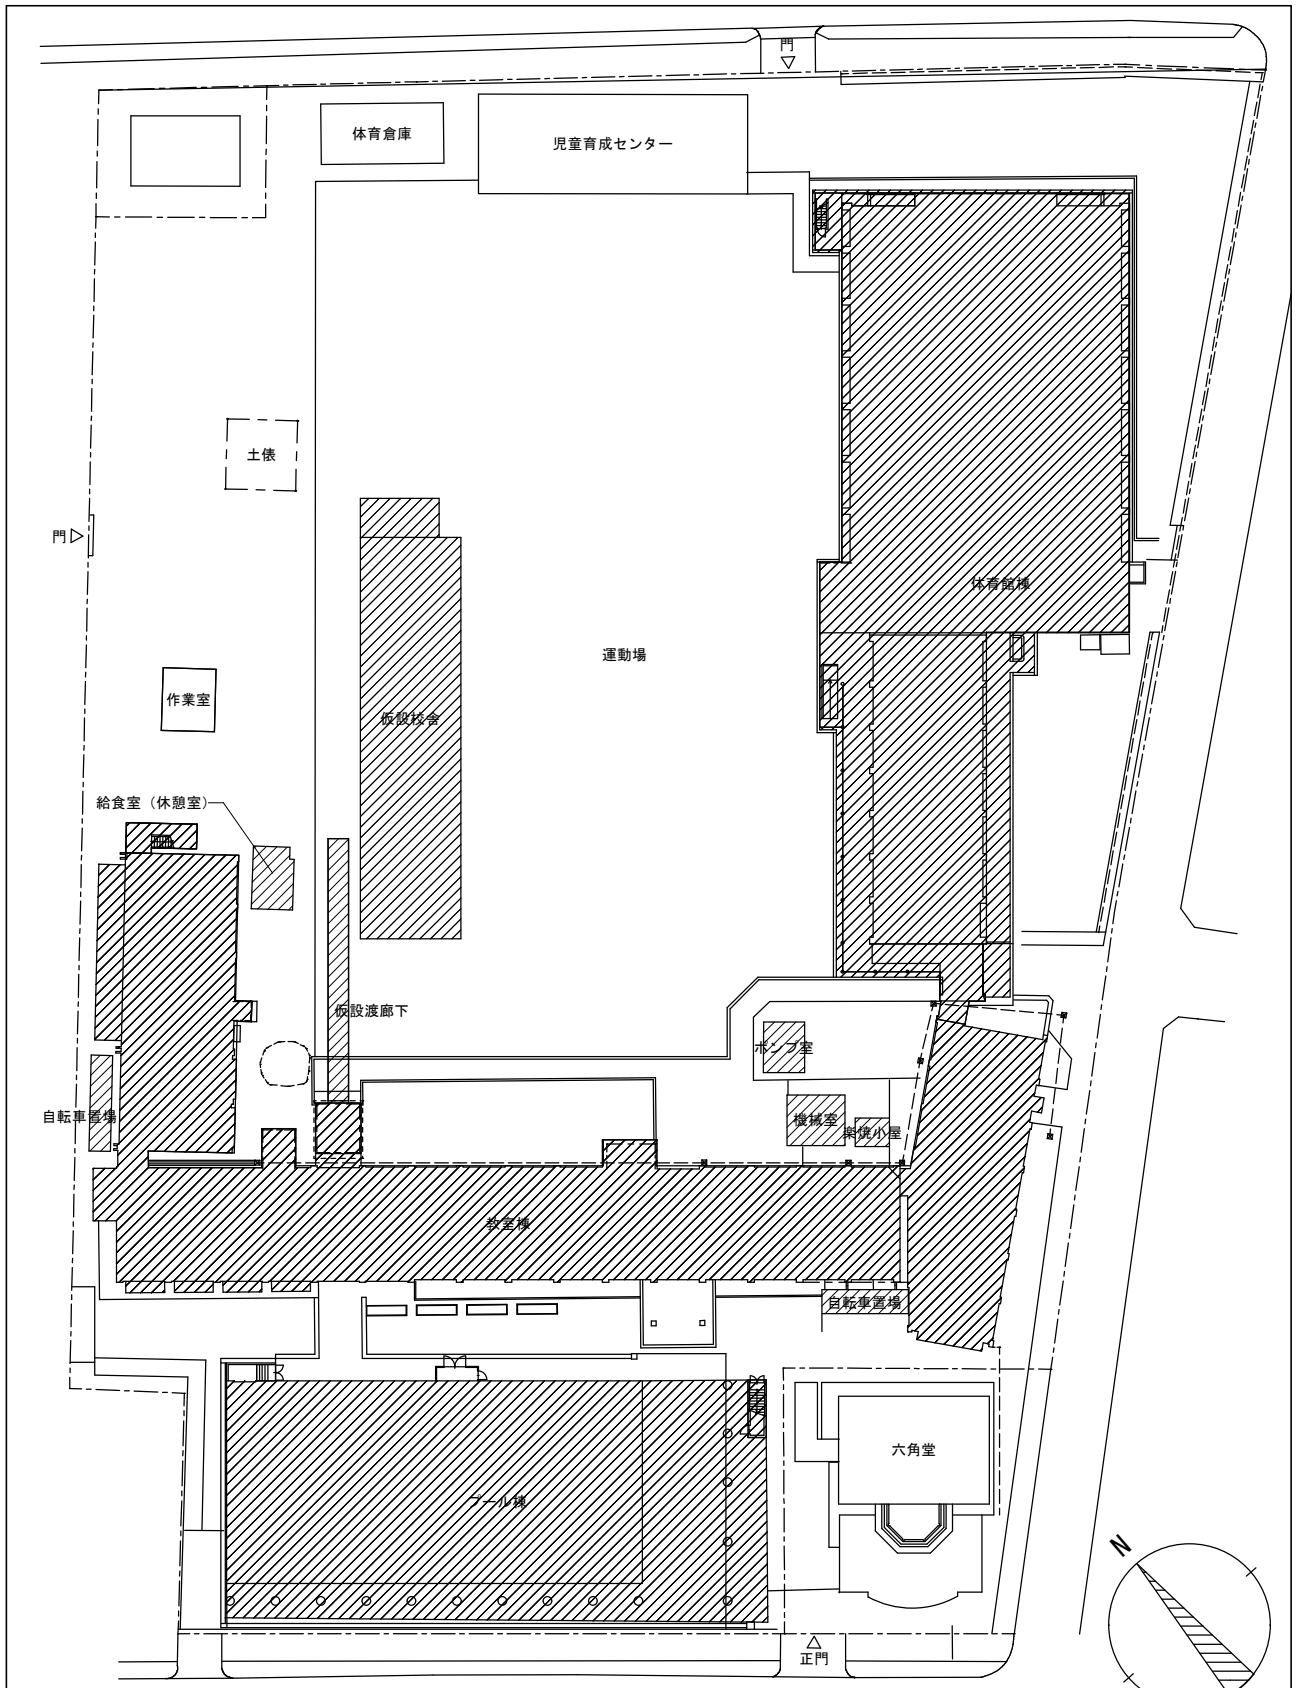 門
体育倉庫
児童育成センター
土俵
門
体育館棟
運動場
作業室
仮設校舎
給食室（休憩室）
仮設渡廊下
ポンプ室
自転車置場
機械室
楽焼小屋
教室棟
自転車置場
六角堂
プール棟
N
正門